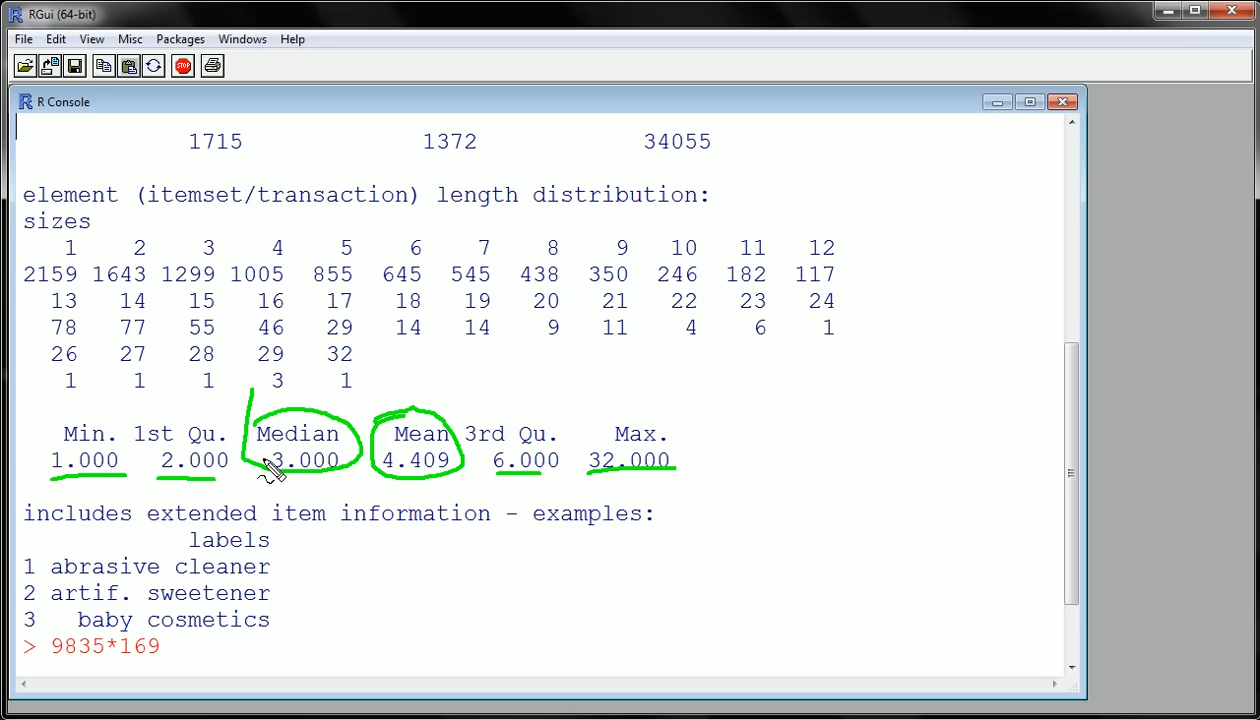 RGui (64-bit)
File Edit View Misc Packages Windows Help
STOP
R Console
1715 1372 34055
element (itemset/transaction) length distribution:
sizes
1 2 3 4 5 6 7 8 9 10 11 12
2159 1643 1299 1005 855 645 545 438 350 246 182 117
13 14 15 16 17 18 19 20 21 22 23 24
78 77 55 46 29 14 14 9 11 4 6 1
26 27 28 29 32
1 1 1 3 1
Min. 1st Qu. Median Mean 3rd Qu. Max.
1.000 2.000 3.000 4.409 6.000 32.000
includes extended item information - examples:
labels
1 abrasive cleaner
2 artif. sweetener
3 baby cosmetics
> 9835*169